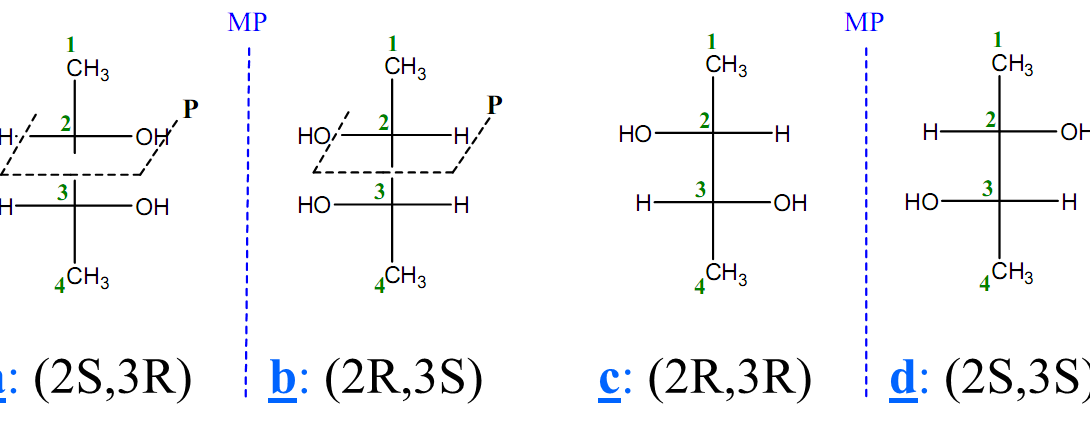 MP MP
1 1 1 1
CH3 CH3 CH3 CH3
P P
2 2 2 2
H OH HO H HO H H OH
3 3 3 3
H OH HO H H OH HO H
4 CH3 4 CH3 4 CH3 4 CH3
: (2S,3R) b: (2R,3S) c: (2R,3R) d: (2S,3S)